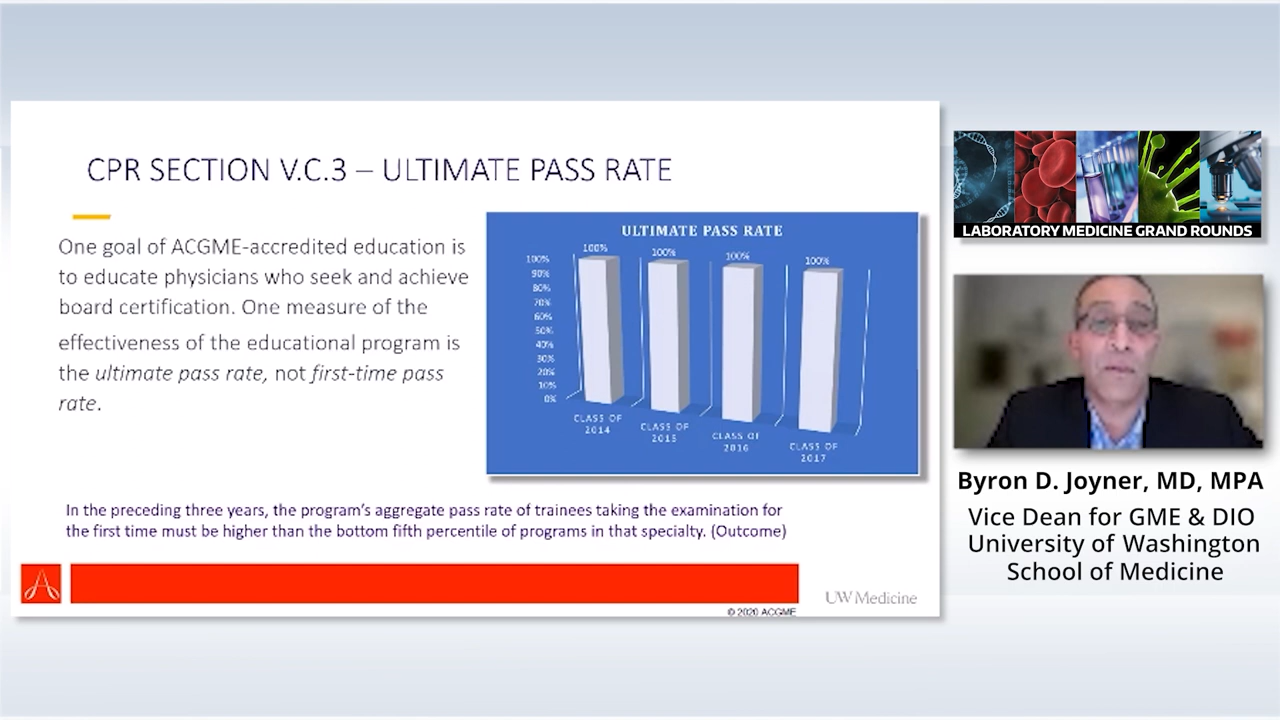 CPR SECTION V.C.3 – ULTIMATE PASS RATE
One goal of ACGME-accredited education is
to educate physicians who seek and achieve
board certification. One measure of the
effectiveness of the educational program is
the ultimate pass rate, not first-time pass
rate.
ULTIMATE PASS RATE
100%
90%
80%
70%
60%
50%
40%
30%
20%
10%
0%
100%
100%
100%
100%
CLASS OF
2014
CLASS OF
2015
CLASS OF
2016
CLASS OF
2017
In the preceding three years, the program's aggregate pass rate of trainees taking the examination for
the first time must be higher than the bottom fifth percentile of programs in that specialty. (Outcome)
UW Medicine
© 2020 ACGME
LABORATORY MEDICINE GRAND ROUNDS
Byron D. Joyner, MD, MPA
Vice Dean for GME & DIO
University of Washington
School of Medicine